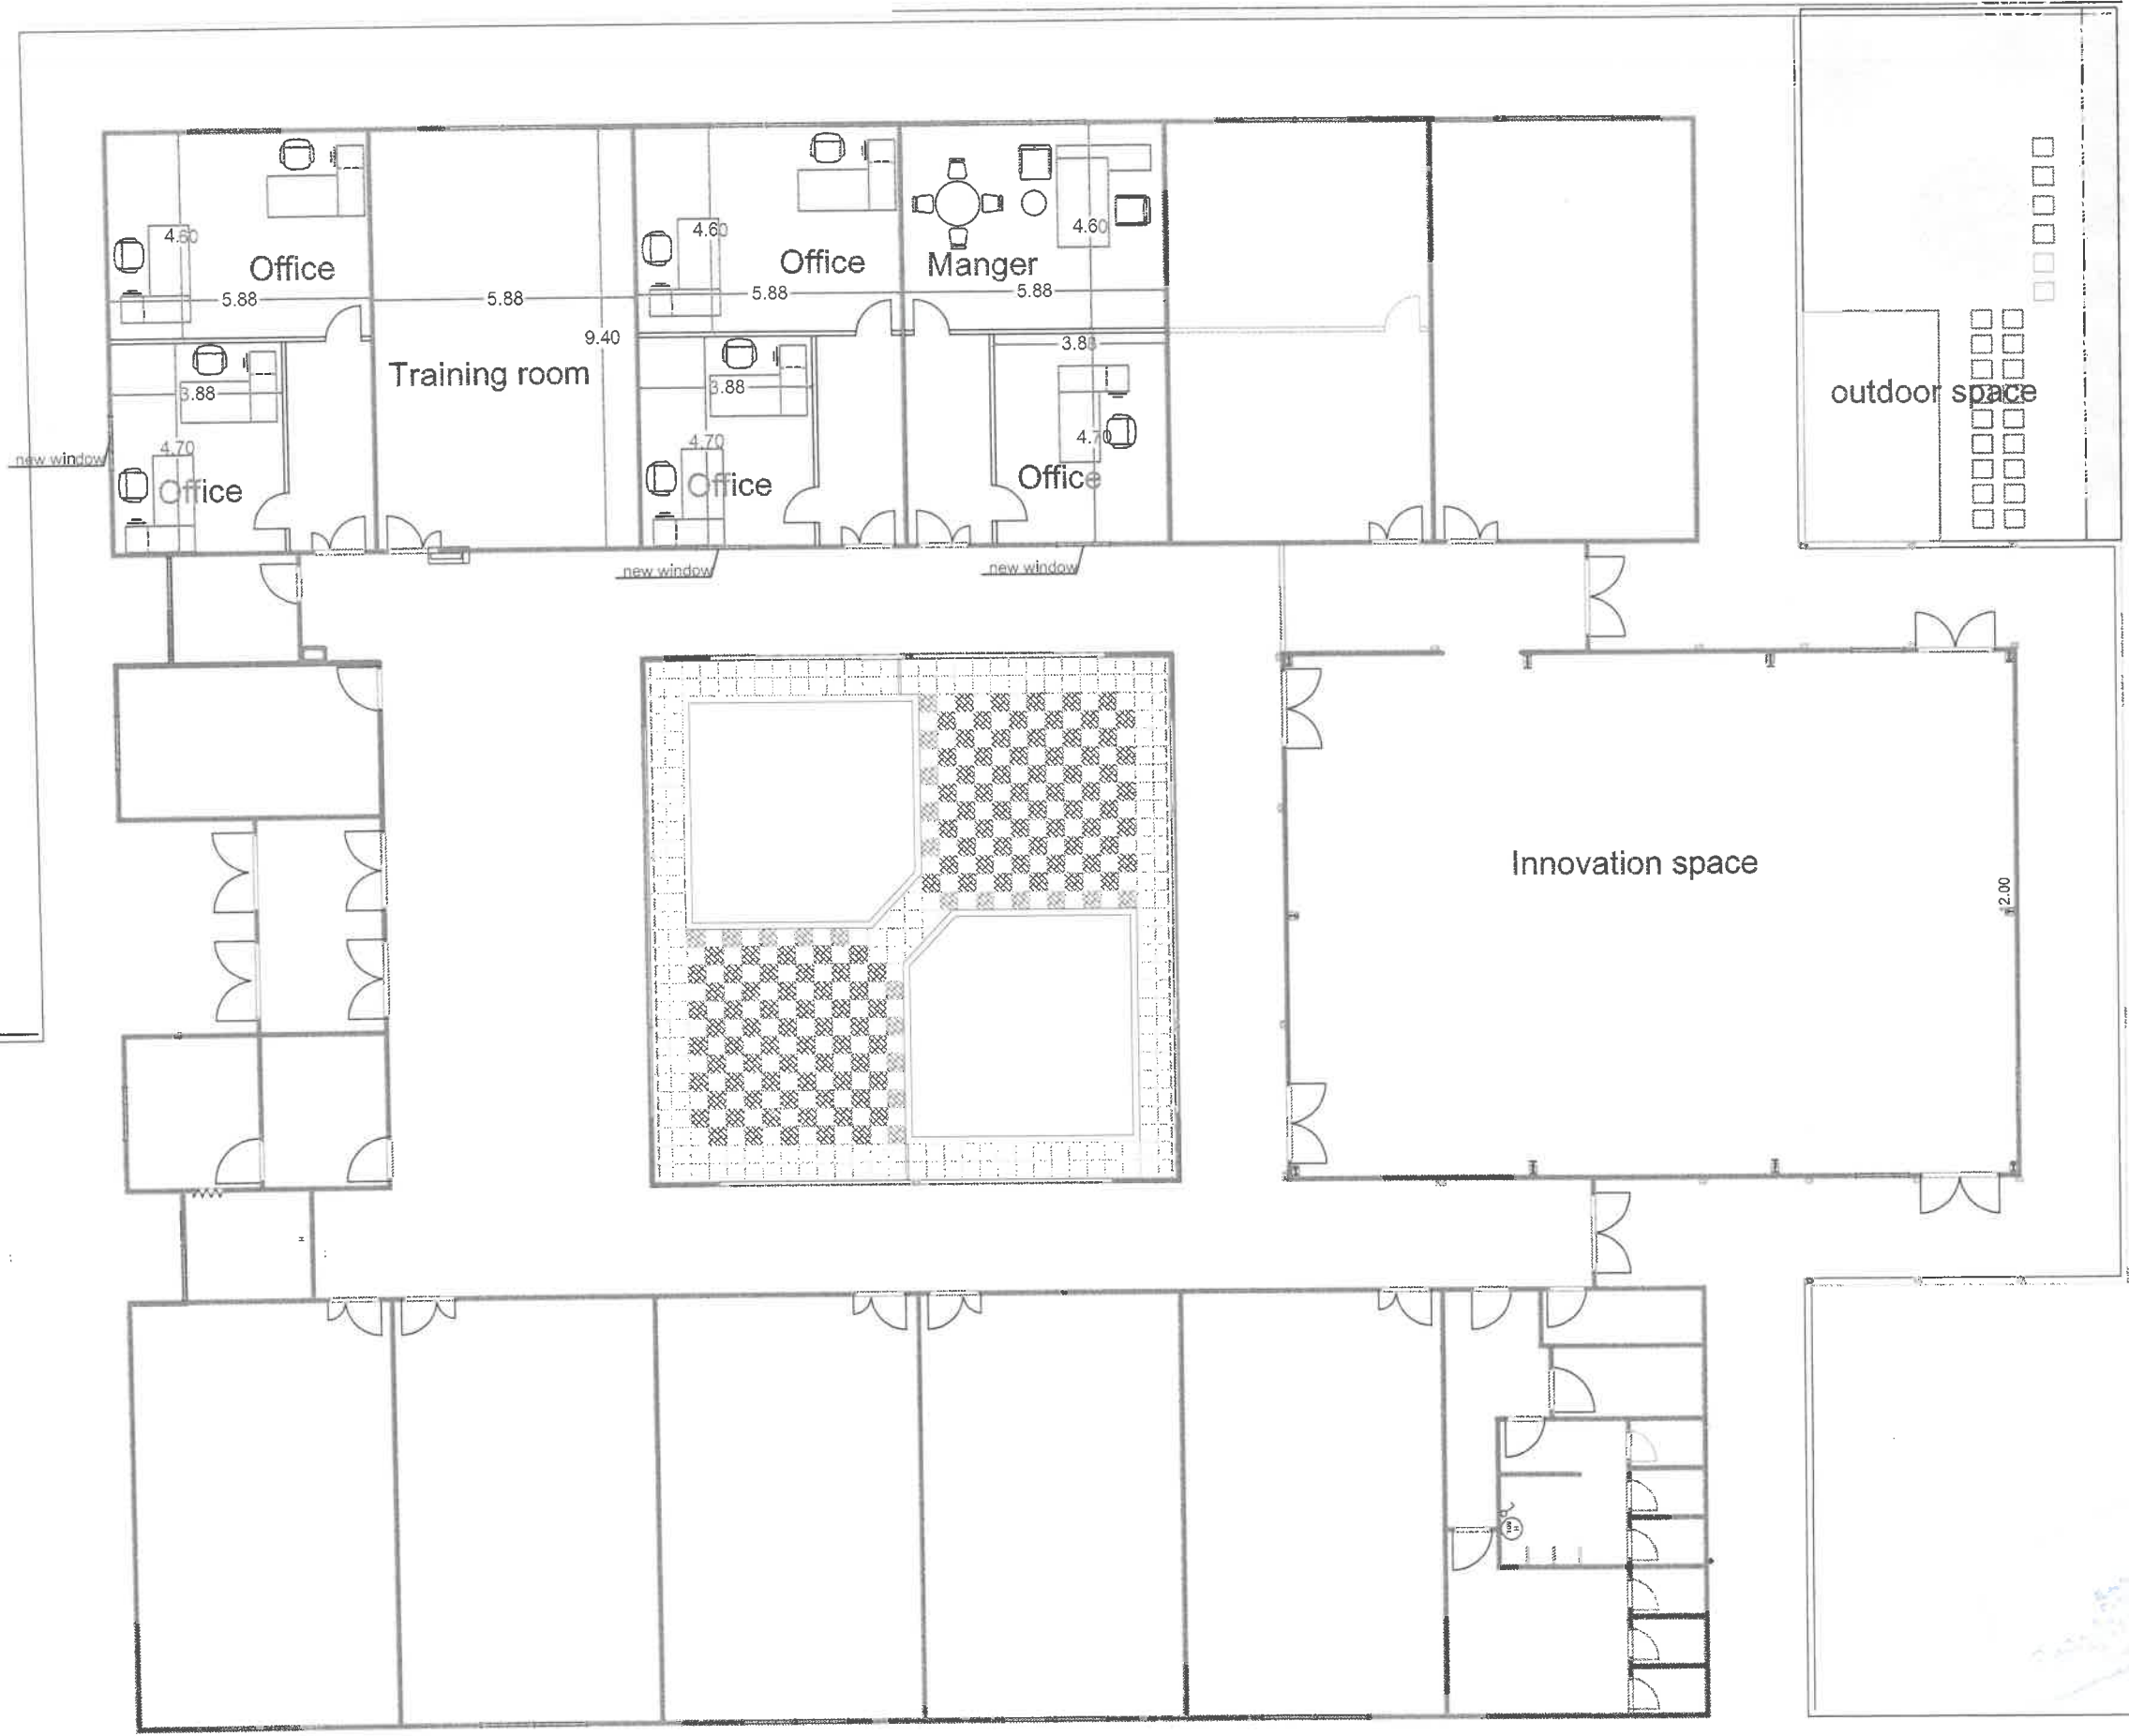 4.60
4.60
4.60
Office
Office
Manger
5.88
5.88
5.88
5.88
9.40
3.88
Training room
3.88
3.88
outdoor space
4.70
4.70
4.70
new window
Office
Office
Office
new window
new window
Innovation space